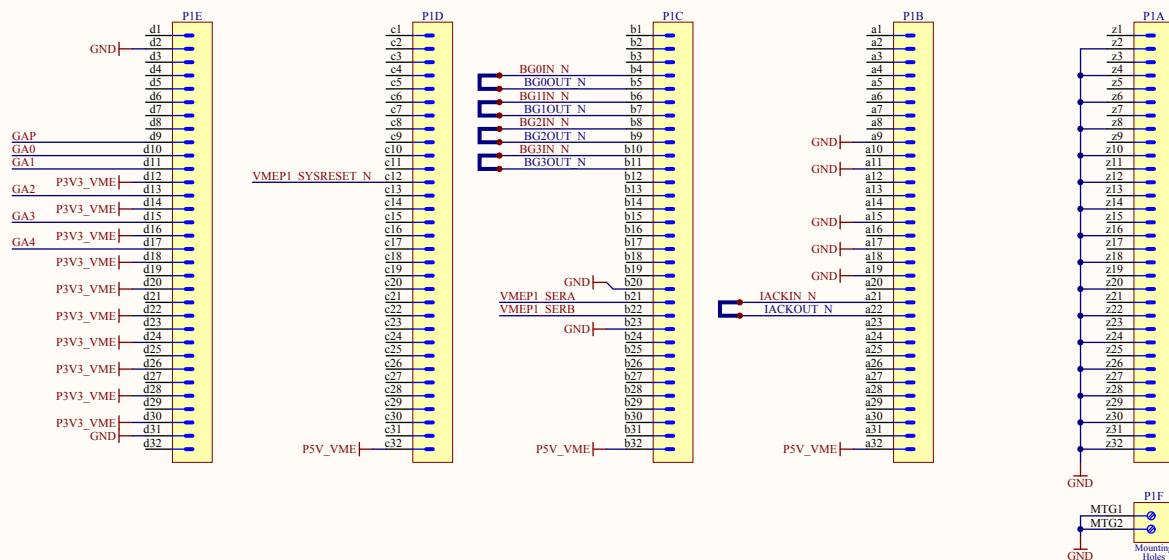 P1E
d1
d2
GND
d3
d4
d5
d6
d7
d8
GAP
d9
GA0
d10
GA1
d11
P3V3_VME
d12
GA2
d13
P3V3_VME
d14
GA3
d15
P3V3_VME
d16
GA4
d17
P3V3_VME
d18
d19
P3V3_VME
d20
d21
P3V3_VME
d22
d23
P3V3_VME
d24
d25
P3V3_VME
d26
d27
P3V3_VME
d28
d29
P3V3_VME
d30
GND
d31
d32
P1D
c1
c2
c3
c4
c5
c6
c7
c8
c9
c10
c11
VMEP1_SYSRESET_N
c12
c13
c14
c15
c16
c17
c18
c19
c20
c21
c22
c23
c24
c25
c26
c27
c28
c29
c30
c31
P5V_VME
c32
P1C
b1
b2
b3
BG0IN_N
b4
BG0OUT_N
b5
BG1IN_N
b6
BG1OUT_N
b7
BG2IN_N
b8
BG2OUT_N
b9
BG3IN_N
b10
BG3OUT_N
b11
b12
b13
b14
b15
b16
b17
b18
b19
GND
b20
VMEP1_SERA
b21
VMEP1_SERB
b22
GND
b23
b24
b25
b26
b27
b28
b29
b30
b31
P5V_VME
b32
P1B
a1
a2
a3
a4
a5
a6
a7
a8
GND
a9
a10
GND
a11
a12
a13
a14
GND
a15
a16
GND
a17
a18
GND
a19
a20
IACKIN_N
a21
IACKOUT_N
a22
a23
a24
a25
a26
a27
a28
a29
a30
a31
P5V_VME
a32
P1A
z1
z2
z3
z4
z5
z6
z7
z8
z9
z10
z11
z12
z13
z14
z15
z16
z17
z18
z19
z20
z21
z22
z23
z24
z25
z26
z27
z28
z29
z30
z31
z32
GND
P1F
MTG1
MTG2
GND
Mounting
Holes